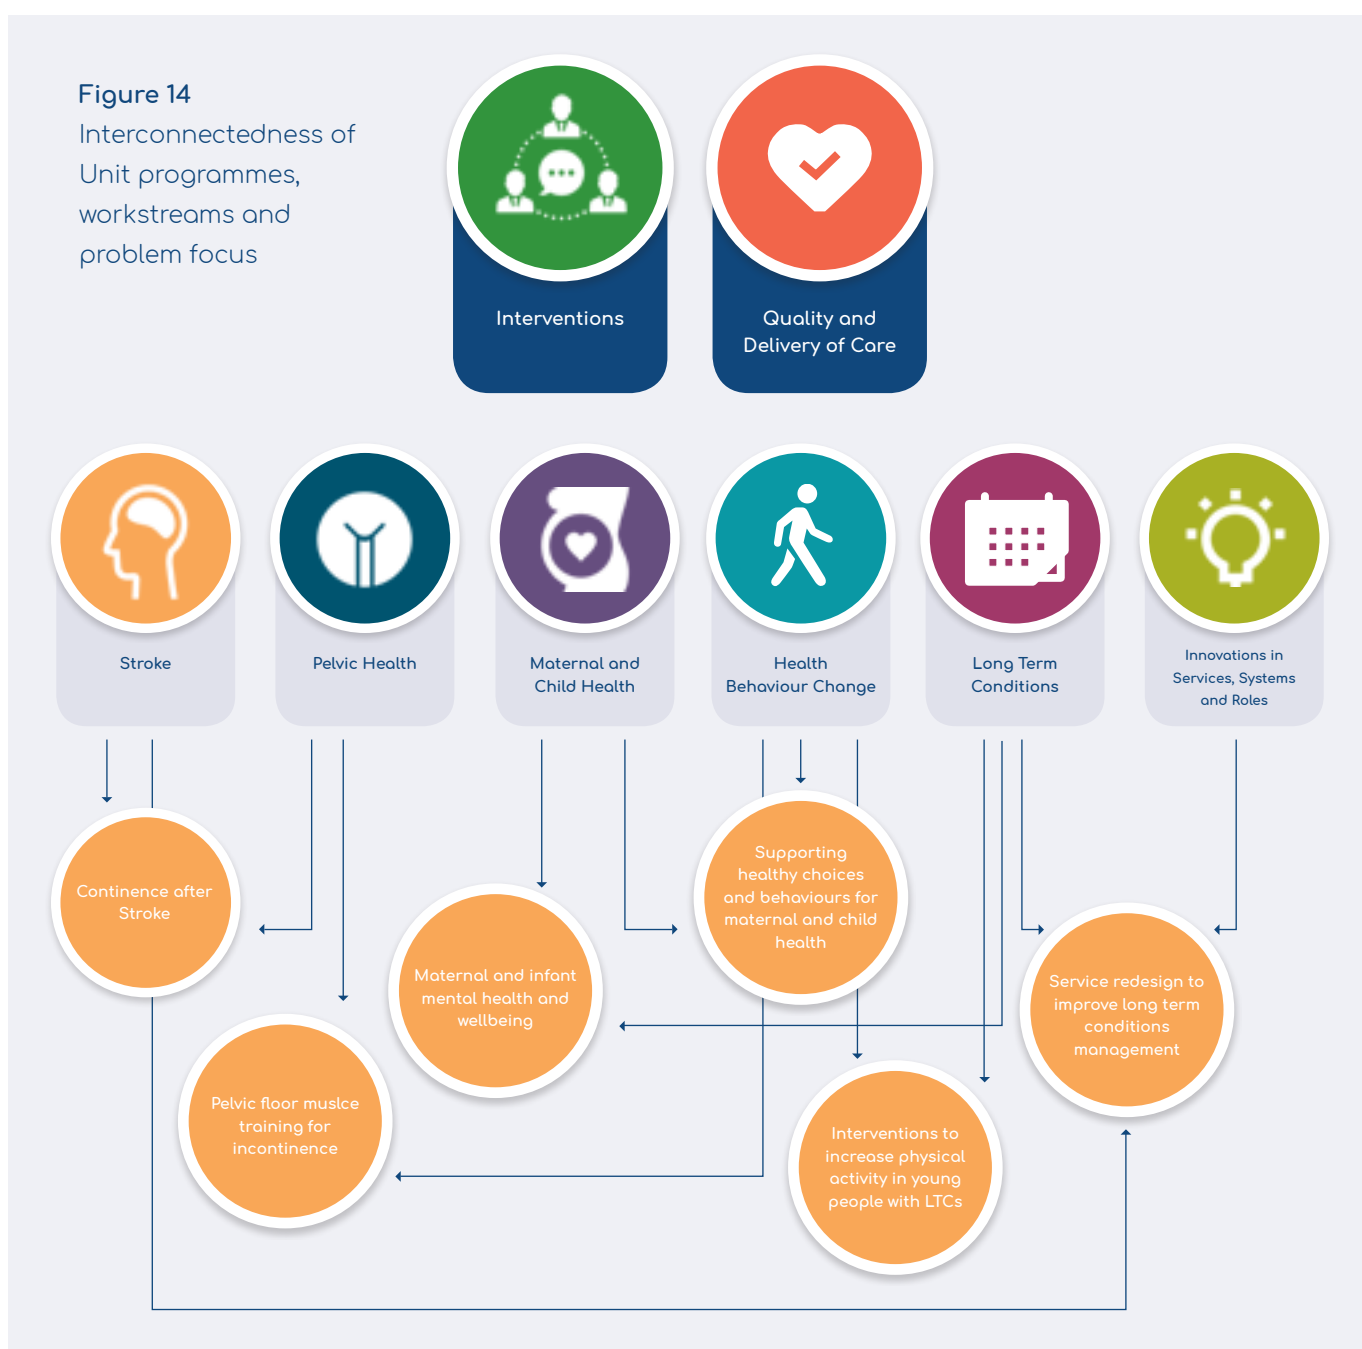 Figure 14
Interconnectedness of
Unit programmes,
workstreams and
problem focus
Interventions
Quality and
Delivery of Care
Stroke
Pelvic Health
Maternal and
Child Health
Health
Behaviour Change
Long Term
Conditions
Innovations in
Services, Systems
and Roles
Continence after
Stroke
Supporting
healthy choices
and behaviours for
maternal and child
health
Maternal and infant
mental health and
wellbeing
Service redesign to
improve long term
conditions
management
Pelvic floor muslce
training for
incontinence
Interventions to
increase physical
activity in young
people with LTCs